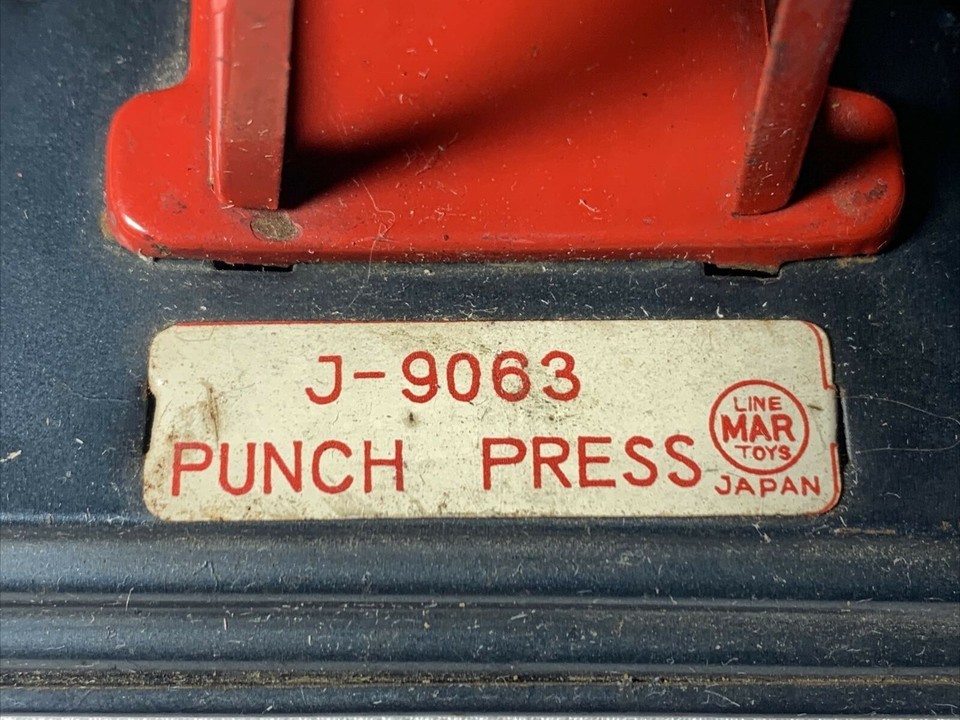 J-9063
PUNCH PRESS
LINE
MAR
TOYS
JAPAN